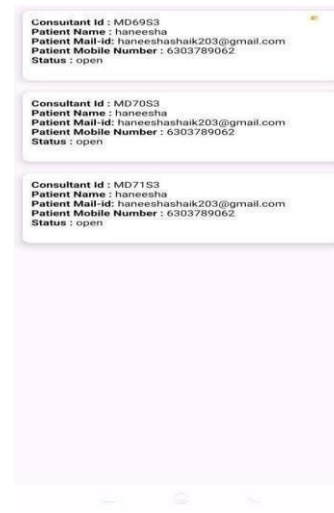 Consultant Id : MD69S3
Patient Name : haneesha
Patient Mail-id: haneeshashaik203@gmail.com
Patient Mobile Number : 6303789062
Status : open
Consultant Id : MD70S3
Patient Name : haneesha
Patient Mail-id: haneeshashaik203@gmail.com
Patient Mobile Number : 6303789062
Status : open
Consultant Id : MD71S3
Patient Name : haneesha
Patient Mail-id: haneeshashaik203@gmail.com
Patient Mobile Number : 6303789062
Status : open